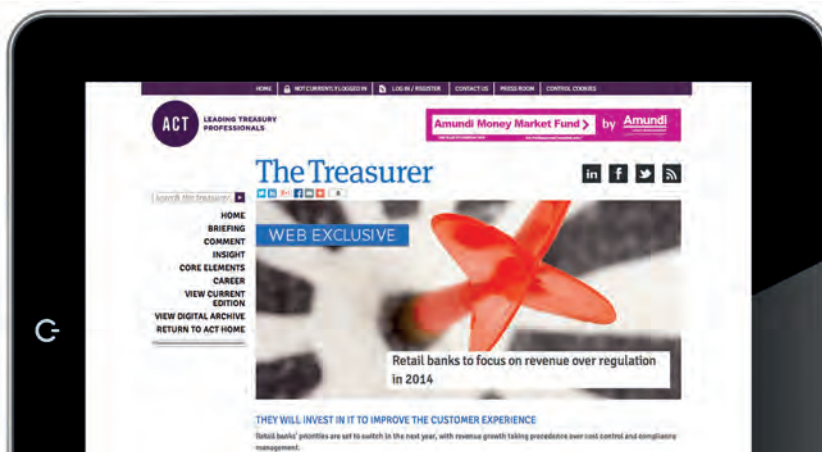 HOME NOT CURRENTLY LOGGED IN LOG IN / REGISTER CONTACT US PRESS ROOM CONTROL COOKIES
ACT
LEADING TREASURY
PROFESSIONALS
Amundi Money Market Fund > by Amundi
The Treasurer
in f
search the treasurer
HOME
BRIEFING
COMMENT
INSIGHT
CORE ELEMENTS
CAREER
VIEW CURRENT
EDITION
VIEW DIGITAL ARCHIVE
RETURN TO ACT HOME
WEB EXCLUSIVE
Retail banks to focus on revenue over regulation
in 2014
THEY WILL INVEST IN IT TO IMPROVE THE CUSTOMER EXPERIENCE
Retail banks' priorities are set to switch in the next year, with revenue growth taking precedence over cost control and compliance
management.